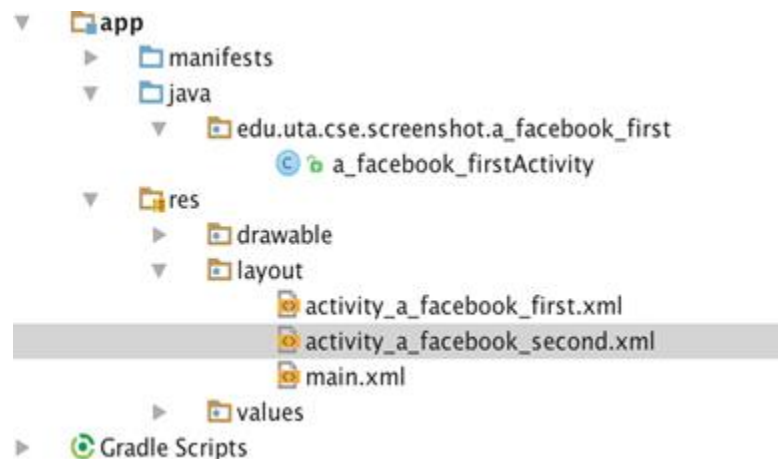 app
manifests
java
edu.uta.cse.screenshot.a_facebook_first
a_facebook_firstActivity
res
drawable
layout
activity_a_facebook_first.xml
activity_a_facebook_second.xml
main.xml
values
Gradle Scripts